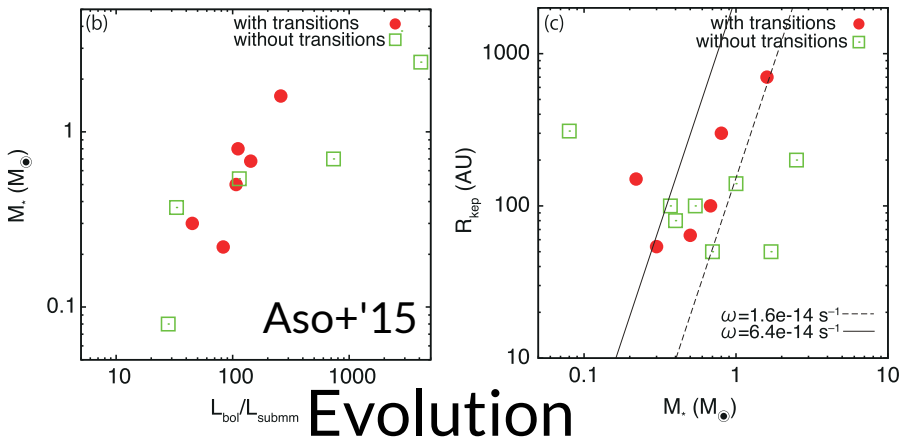 (b)
with transitions
without transitions
1
0.1
M* (M☉)
10 100 1000
Lbol/Lsubmm
Aso+'15
(c)
with transitions
without transitions
1000
100
10
Rkep (AU)
ω=1.6e-14 s⁻¹
ω=6.4e-14 s⁻¹
0.1 1 10
M* (M☉)
Evolution